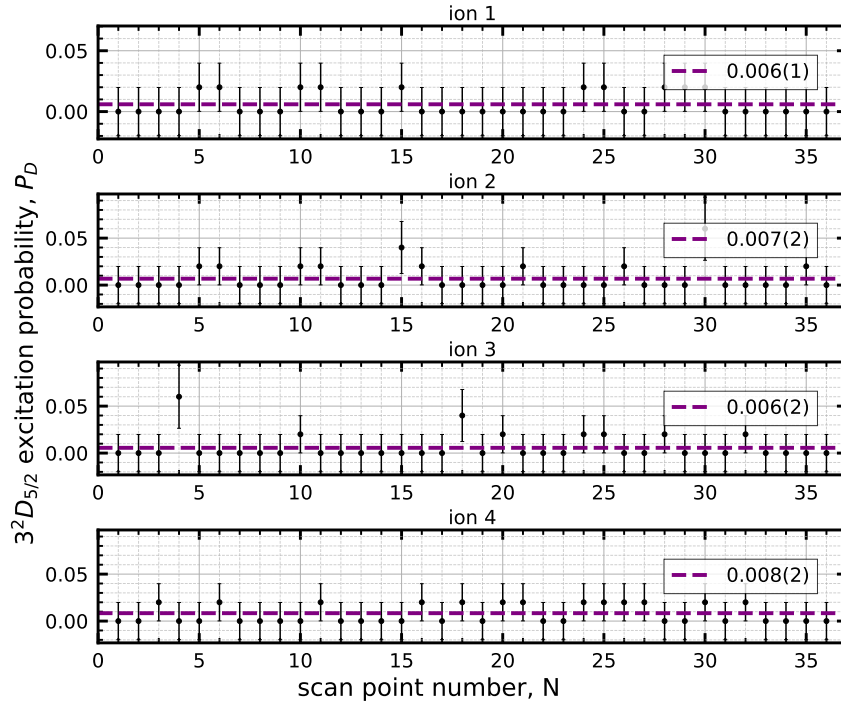 ion 1
0.05
0.00
0.006(1)
0 5 10 15 20 25 30 35
ion 2
0.05
0.00
0.007(2)
0 5 10 15 20 25 30 35
ion 3
0.05
0.00
0.006(2)
0 5 10 15 20 25 30 35
ion 4
0.05
0.00
0.008(2)
0 5 10 15 20 25 30 35
scan point number, N
3²D₅/₂ excitation probability, P_D